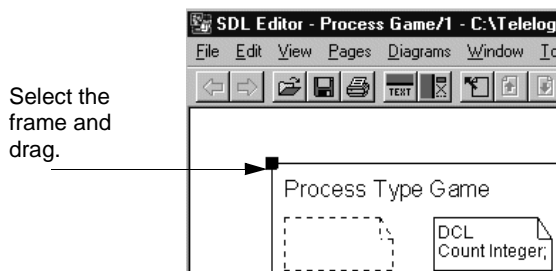 SDL Editor - Process Game/1 - C:\Telelog
File Edit View Pages Diagrams Window
TEXT
Select the
frame and
drag.
Process Type Game
DCL
Count Integer;